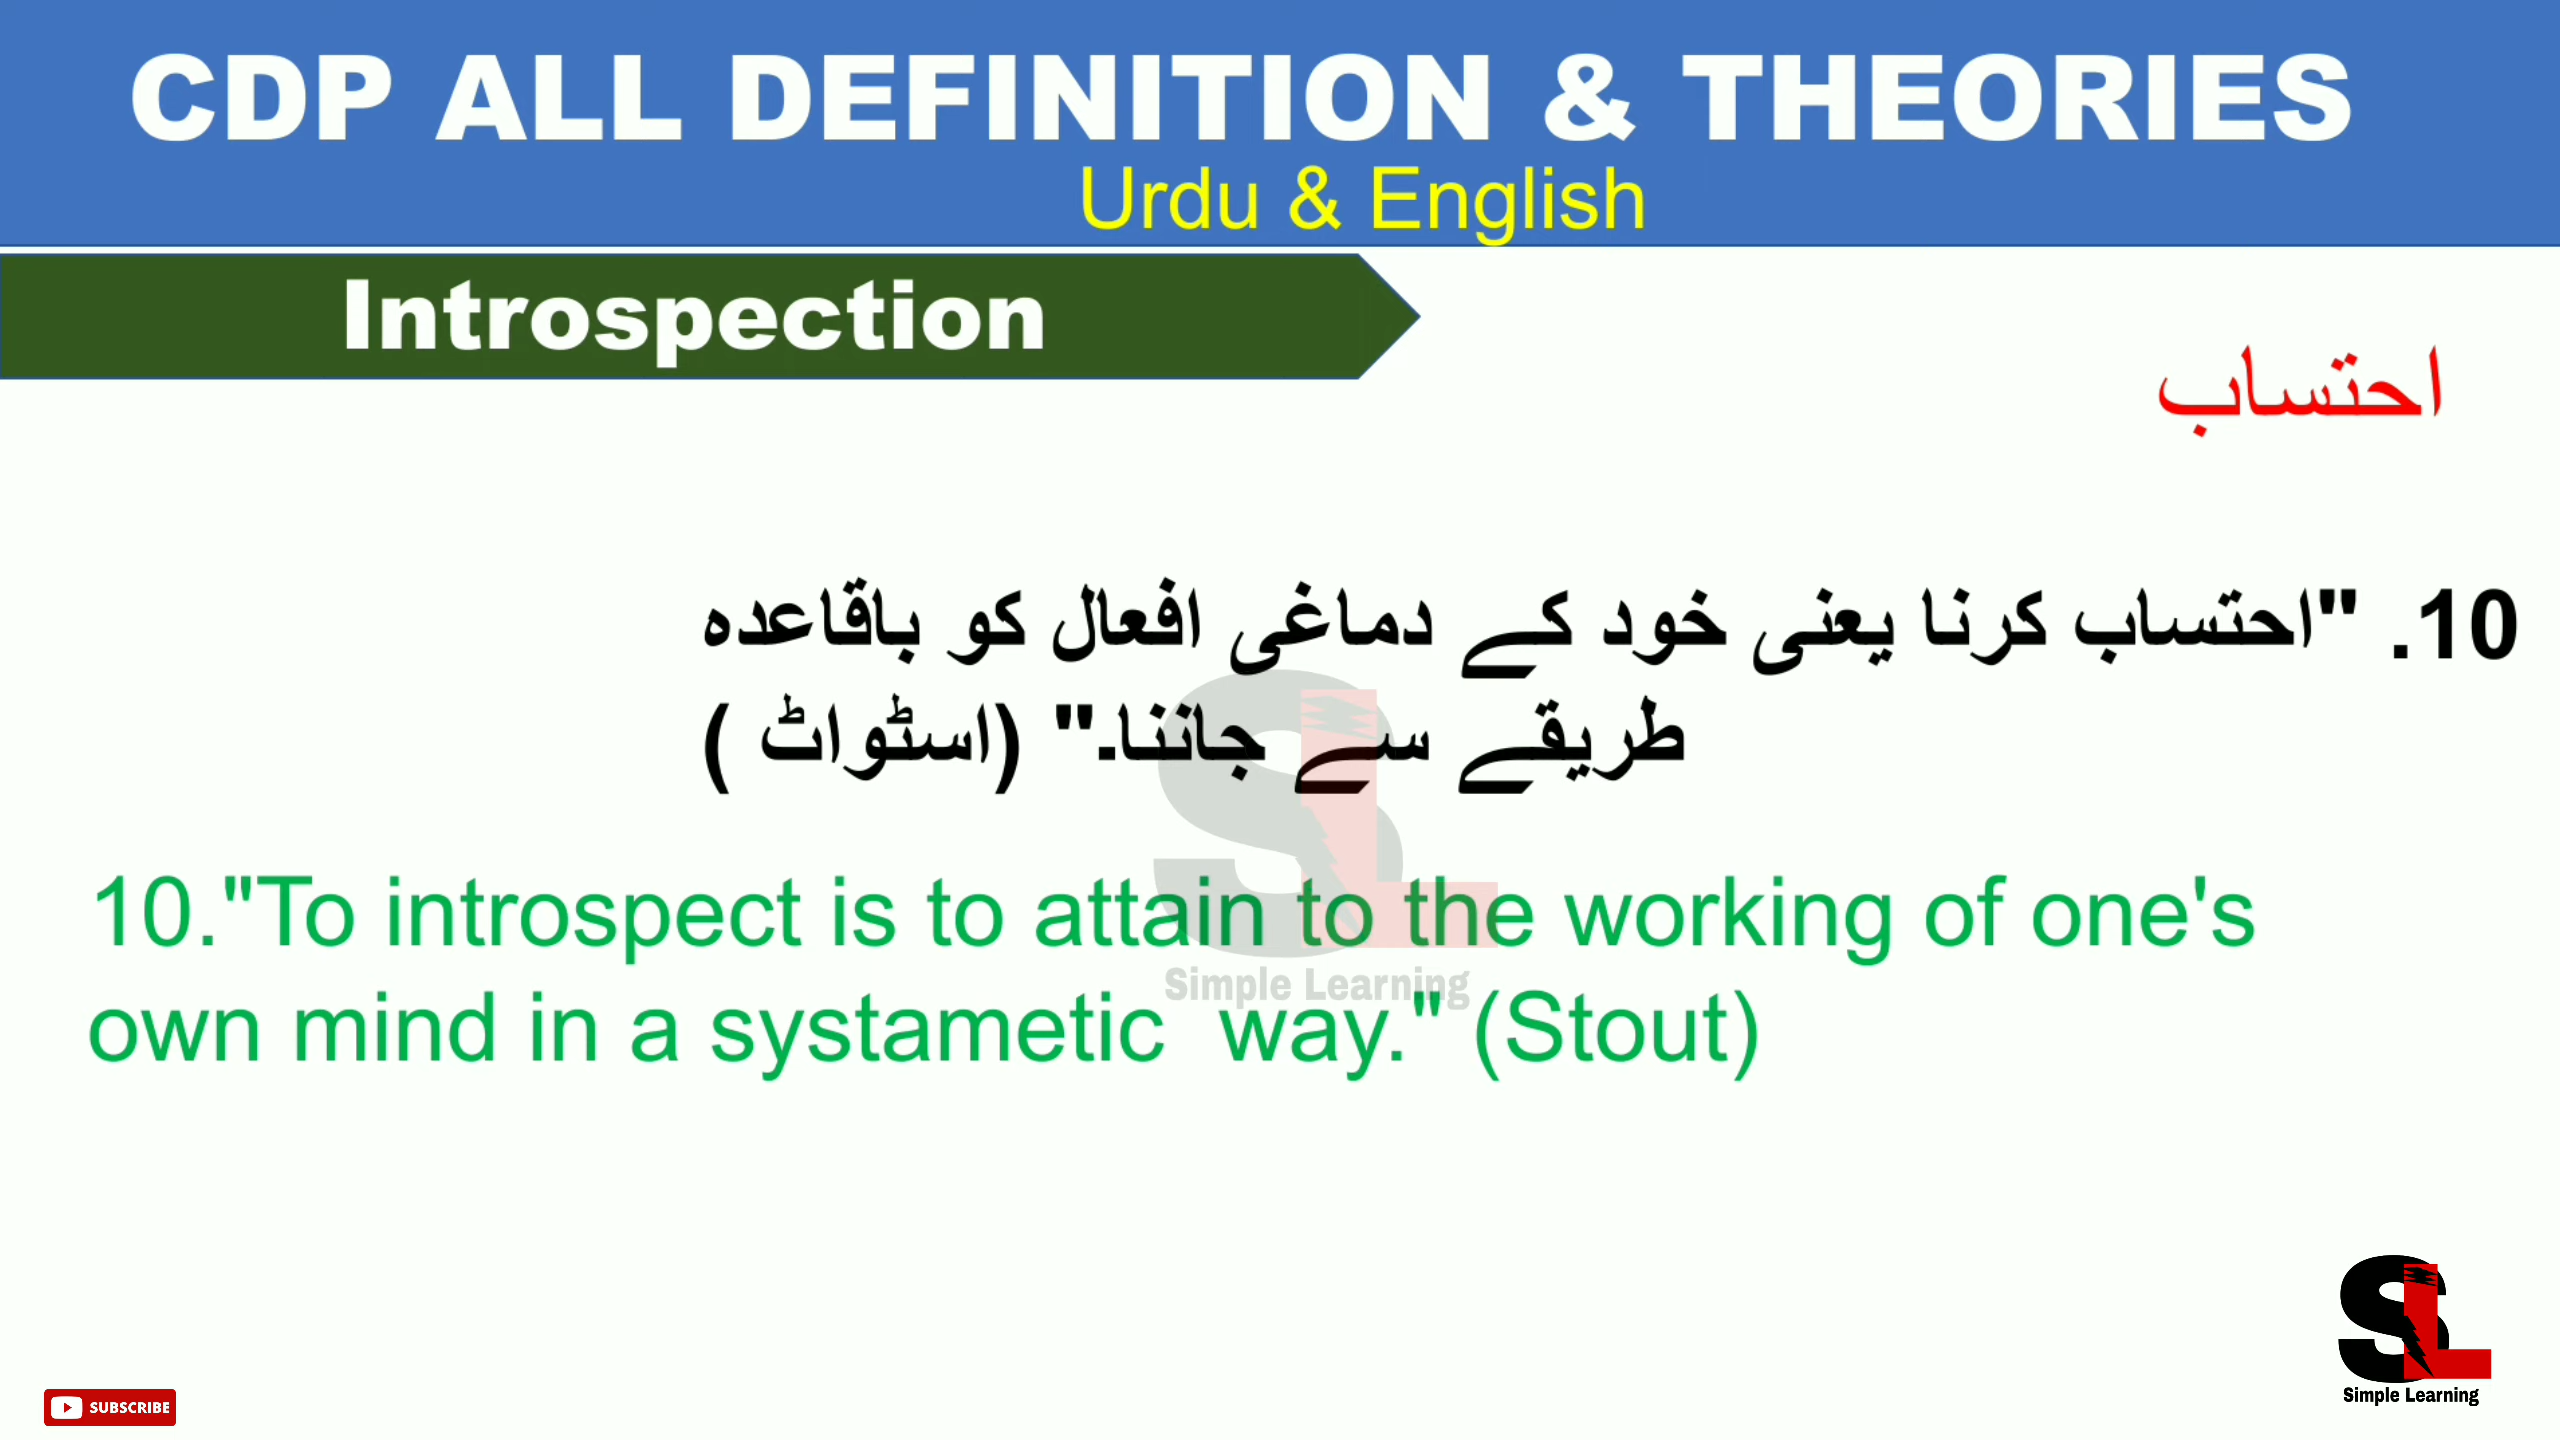 CDP ALL DEFINITION & THEORIES
Urdu & English
Introspection
احتساب
10. "احتساب کرنا یعنی خود کے دماغی افعال کو باقاعدہ
طریقے سے جاننا۔" (اسٹواٹ )
10."To introspect is to attain to the working of one's
own mind in a systametic  way." (Stout)
SL
Simple Learning
SUBSCRIBE
SL
Simple Learning